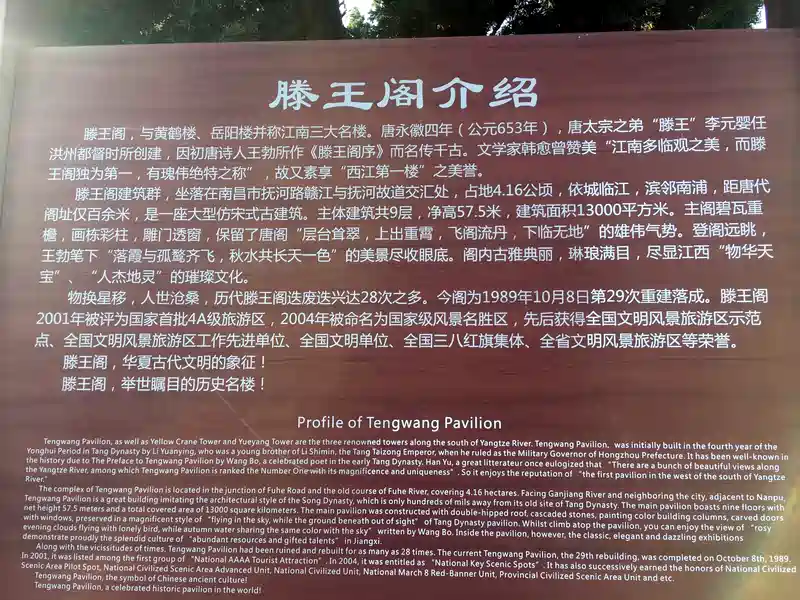 滕王阁介绍
滕王阁，与黄鹤楼、岳阳楼并称江南三大名楼。唐永徽四年（公元653年），唐太宗之弟“滕王”李元婴任
洪州都督时所创建，因初唐诗人王勃所作《滕王阁序》而名传千古。文学家韩愈曾赞美“江南多临观之美，而滕
王阁独为第一，有瑰伟绝特之称”，故又素享“西江第一楼”之美誉。
滕王阁建筑群，坐落在南昌市抚河路赣江与抚河故道交汇处，占地4.16公顷，依城临江，滨邻南浦，距唐代
阁址仅百余米，是一座大型仿宋式古建筑。主体建筑共9层，净高57.5米，建筑面积13000平方米。主阁碧瓦重
檐，画栋彩柱，雕门透窗，保留了唐阁“层台耸翠，上出重霄，飞阁流丹，下临无地”的雄伟气势。登阁远眺，
王勃笔下“落霞与孤鹜齐飞，秋水共长天一色”的美景尽收眼底。阁内古雅典丽，琳琅满目，尽显江西“物华天
宝”、“人杰地灵”的璀璨文化。
物换星移，人世沧桑，历代滕王阁迭废迭兴达28次之多。今阁为1989年10月8日第29次重建落成。滕王阁
2001年被评为国家首批4A级旅游区，2004年被命名为国家级风景名胜区，先后获得全国文明风景旅游区示范
点、全国文明风景旅游区工作先进单位、全国文明单位、全国三八红旗集体、全省文明风景旅游区等荣誉。
滕王阁，华夏古代文明的象征！
滕王阁，举世瞩目的历史名楼！
Profile of Tengwang Pavilion
Tengwang Pavilion, as well as Yellow Crane Tower and Yueyang Tower are the three renowned towers along the south of Yangtze River. Tengwang Pavilion, was initially built in the fourth year of the
Yonghui Period in Tang Dynasty by Li Yuanying, who was a young brother of Li Shimin, the Tang Taizong Emperor, when he ruled as the Military Governor of Hongzhou Prefecture. It has been well-known in
the history due to The Preface to Tengwang Pavilion by Wang Bo, a celebrated poet in the early Tang Dynasty. Han Yu, a great litterateur once eulogized that “There are a bunch of beautiful views along
the Yangtze River, among which Tengwang Pavilion is ranked the Number One with its magnificence and uniqueness”. So it enjoys the reputation of “the first pavilion in the west of the south of Yangtze
River.”
The complex of Tengwang Pavilion is located in the junction of Fuhe Road and the old course of Fuhe River, covering 4.16 hectares. Facing Ganjiang River and neighboring the city, adjacent to Nanpu,
Tengwang Pavilion is a great building imitating the architectural style of the Song Dynasty, which is only hundreds of miles away from its old site of Tang Dynasty. The main pavilion boasts nine floors with
net height 57.5 meters and a total covered area of 13000 square kilometers. The main pavilion was constructed with double-hipped roof, cascaded stones, painting color building columns, carved doors
with windows, preserved in a magnificent style of “flying in the sky, while the ground beneath out of sight” of Tang Dynasty pavilion. Whilst climb atop the pavilion, you can enjoy the view of “rosy
evening clouds flying with lonely bird, while autumn water sharing the same color with the sky” written by Wang Bo. Inside the pavilion, however, the classic, elegant and dazzling exhibitions
demonstrate proudly the splendid culture of “abundant resources and gifted talents” in Jiangxi.
Along with the vicissitudes of times, Tengwang Pavilion had been ruined and rebuilt for as many as 28 times. The current Tengwang Pavilion, the 29th rebuilding, was completed on October 8th, 1989.
In 2001, it was listed among the first group of “National AAAA Tourist Attraction”. In 2004, it was entitled as “National Key Scenic Spots”. It has also successively earned the honors of National Civilized
Scenic Area Pilot Spot, National Civilized Scenic Area Advanced Unit, National Civilized Unit, National March 8 Red-Banner Unit, Provincial Civilized Scenic Area Unit and etc.
Tengwang Pavilion, the symbol of Chinese ancient culture!
Tengwang Pavilion, a celebrated historic pavilion in the world!